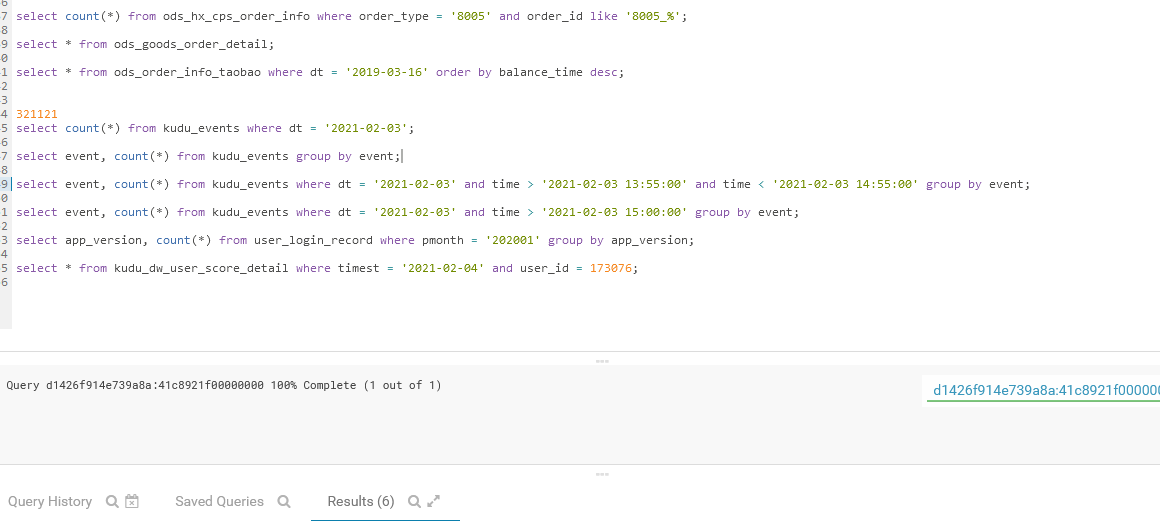 6
7 select count(*) from ods_hx_cps_order_info where order_type = '8005' and order_id like '8005_%';
8
9 select * from ods_goods_order_detail;
0
1 select * from ods_order_info_taobao where dt = '2019-03-16' order by balance_time desc;
2
3
4 321121
5 select count(*) from kudu_events where dt = '2021-02-03';
6
7 select event, count(*) from kudu_events group by event;
8
9 select event, count(*) from kudu_events where dt = '2021-02-03' and time > '2021-02-03 13:55:00' and time < '2021-02-03 14:55:00' group by event;
0
1 select event, count(*) from kudu_events where dt = '2021-02-03' and time > '2021-02-03 15:00:00' group by event;
2
3 select app_version, count(*) from user_login_record where pmonth = '202001' group by app_version;
4
5 select * from kudu_dw_user_score_detail where timest = '2021-02-04' and user_id = 173076;
6
Query d1426f914e739a8a:41c8921f00000000 100% Complete (1 out of 1)
d1426f914e739a8a:41c8921f000000
Query History
Saved Queries
Results (6)